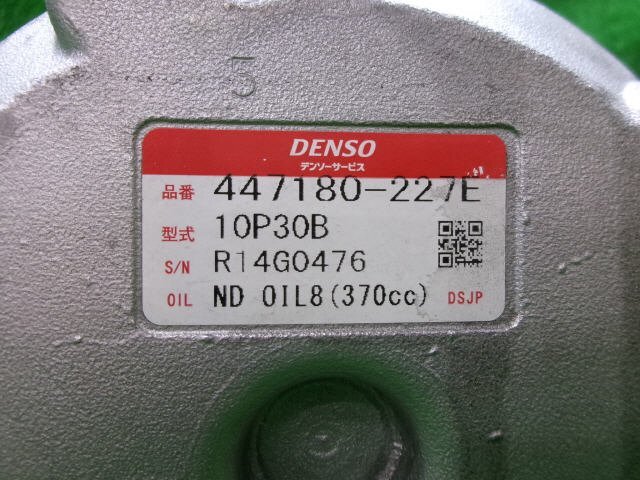 5
DENSO
デンソーサービス
品番 447180-227E
型式 10P30B
S/N R14G0476
OIL ND OIL8(370cc) DSJP